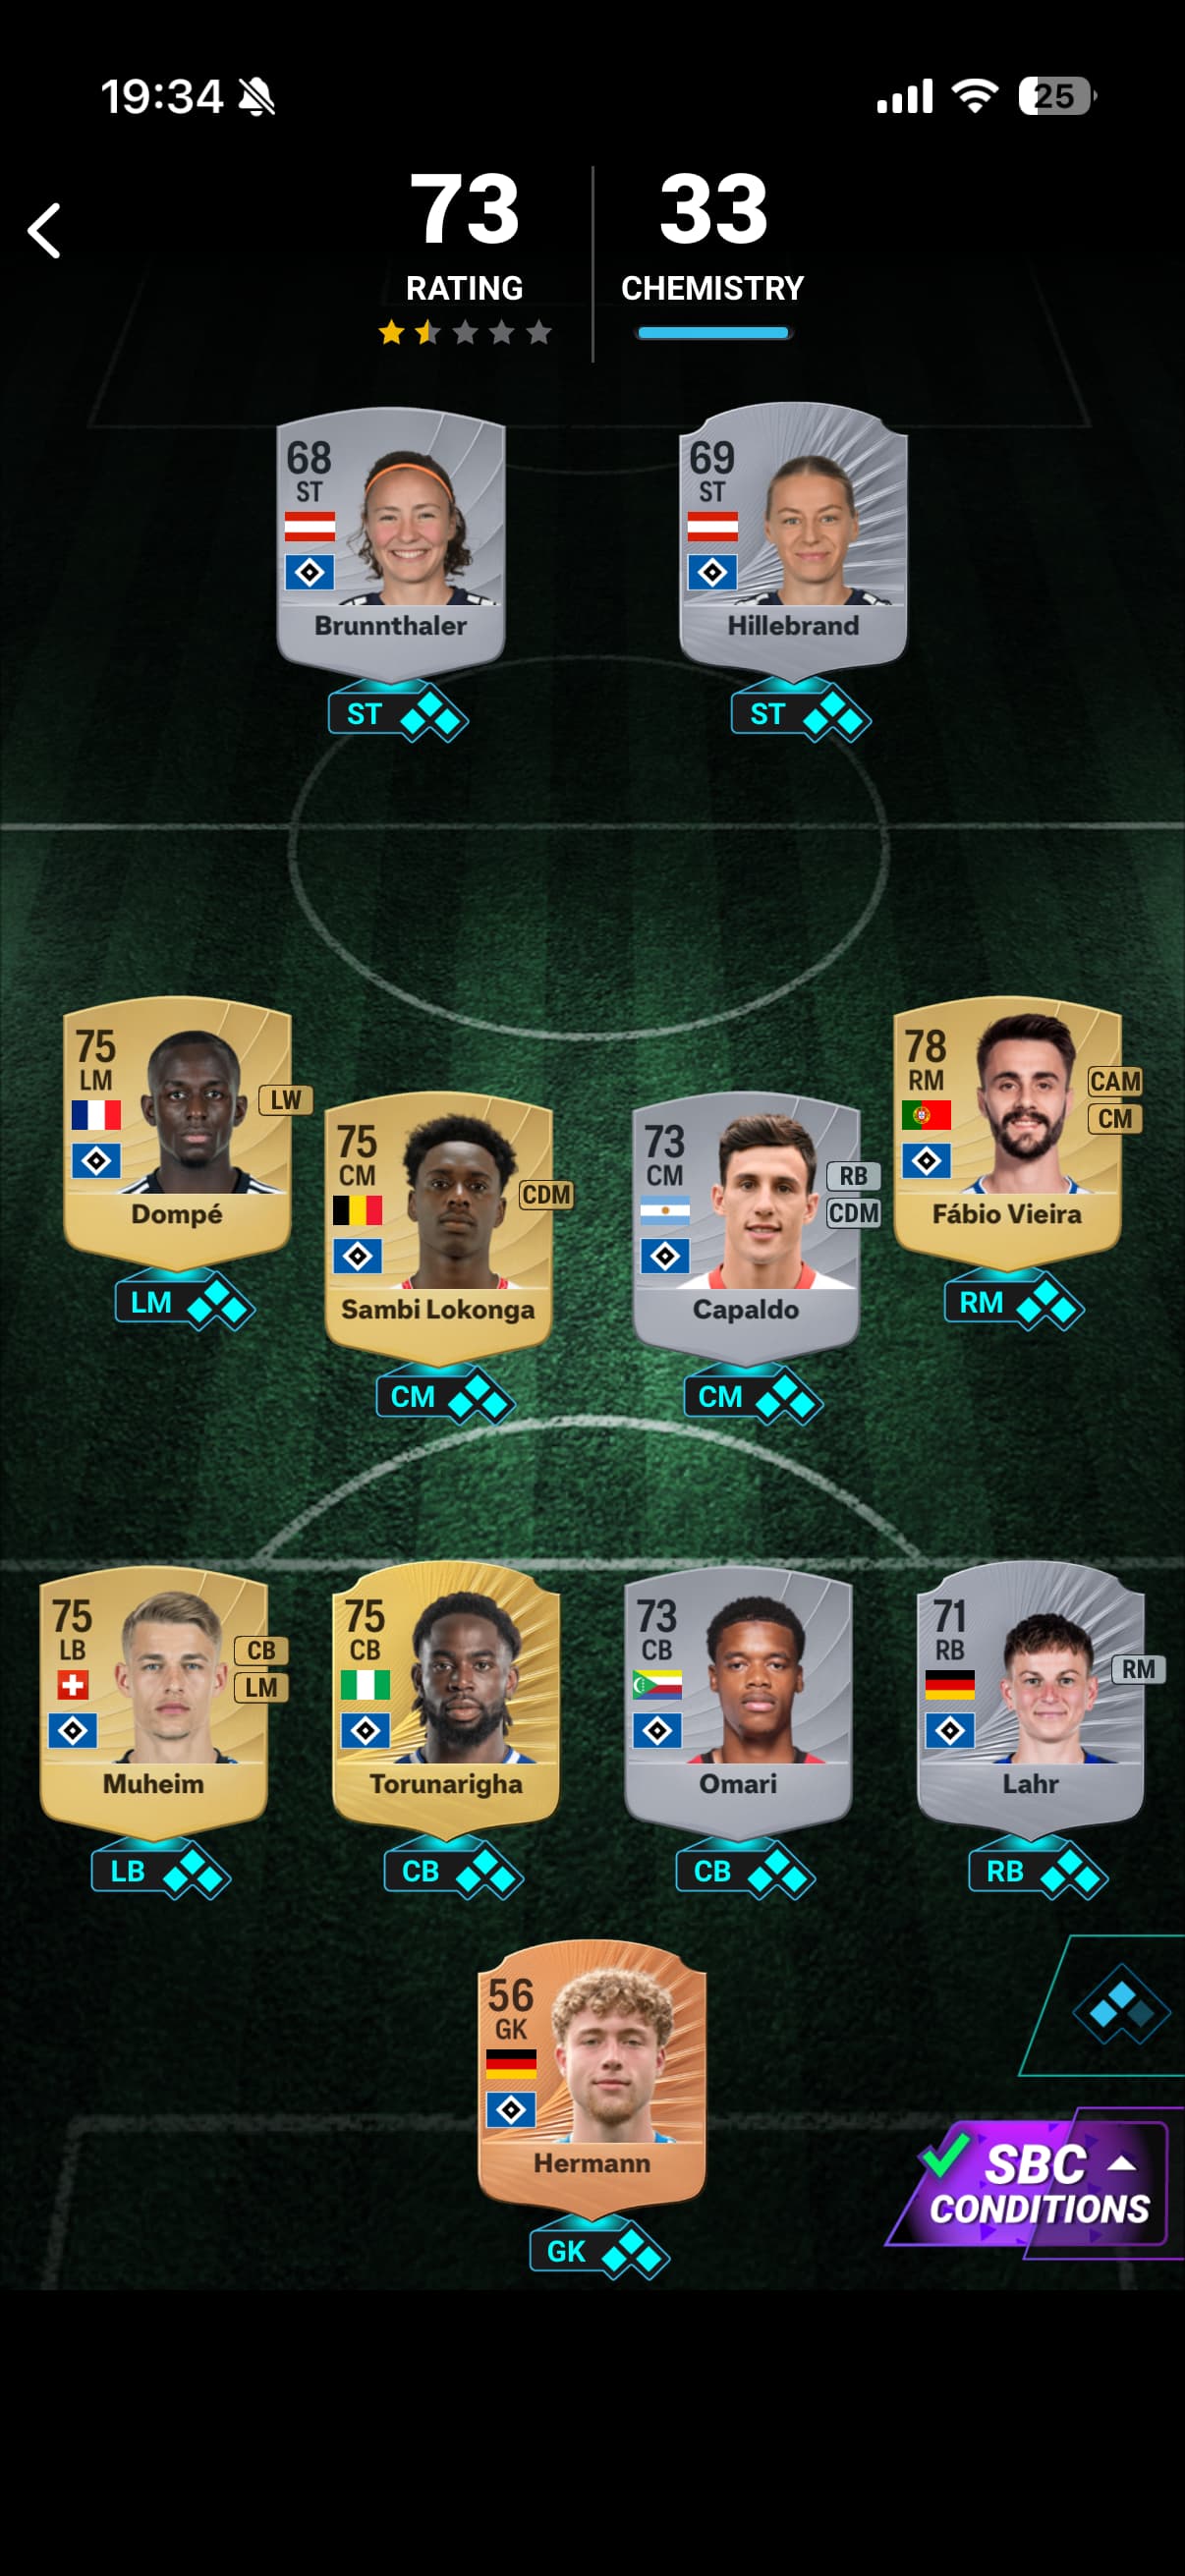 19:34
25
73
33
RATING
CHEMISTRY
68
ST
Brunnthaler
ST
69
ST
Hillebrand
ST
75
LM
LW
Dompé
LM
75
CM
CDM
Sambi Lokonga
CM
73
CM
RB
CDM
Capaldo
CM
78
RM
CAM
CM
Fábio Vieira
RM
75
LB
CB
LM
Muheim
LB
75
CB
Torunarigha
CB
73
CB
Omari
CB
71
RB
RM
Lahr
RB
56
GK
Hermann
GK
SBC
CONDITIONS